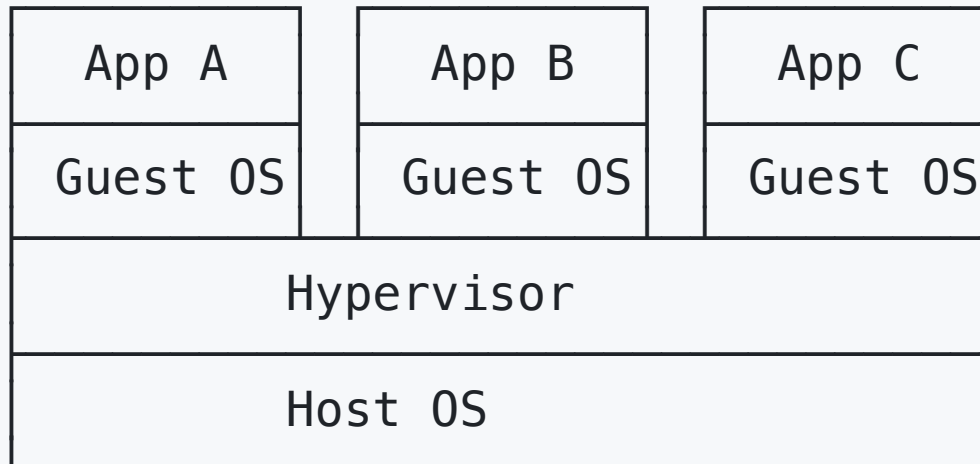 App A App B App C
Guest OS Guest OS Guest OS
Hypervisor
Host OS